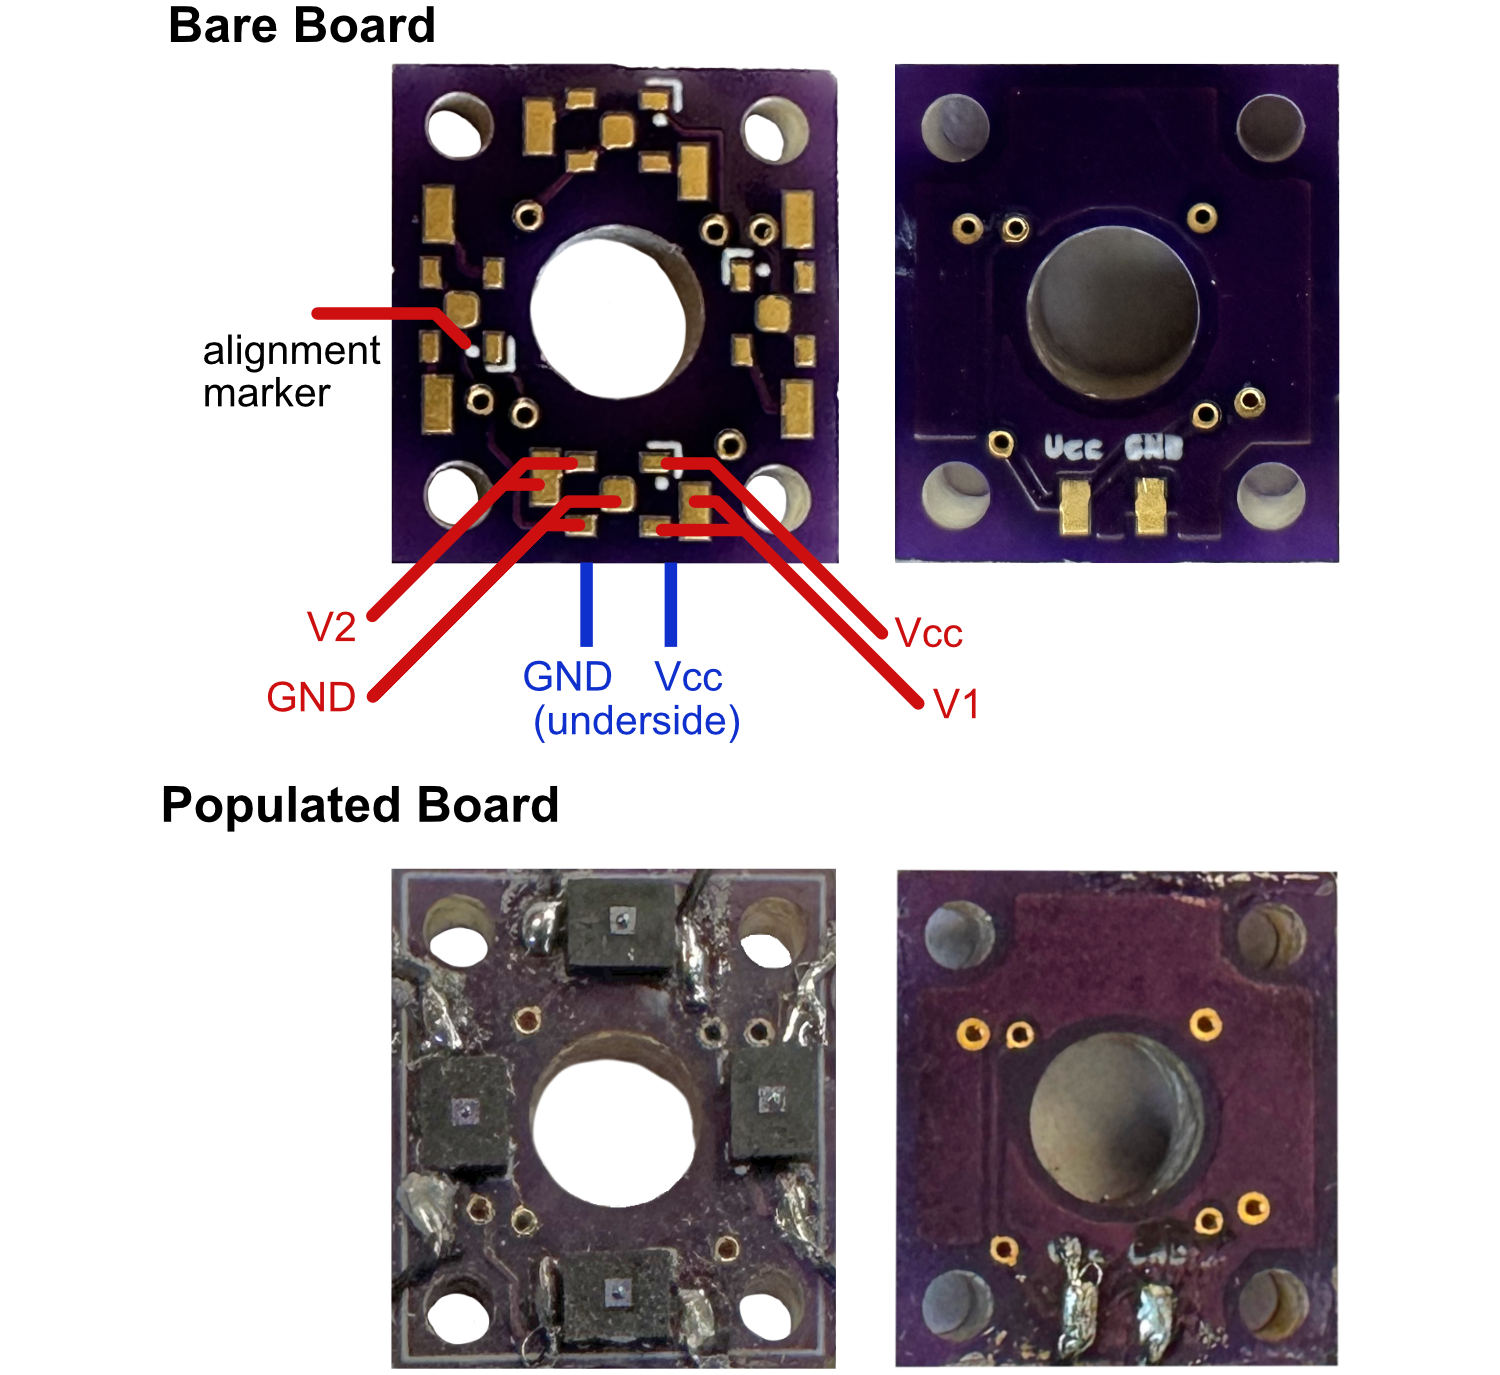 Bare Board
alignment
marker
Vcc GND
V2
GND
GND Vcc
(underside)
Vcc
V1
Populated Board